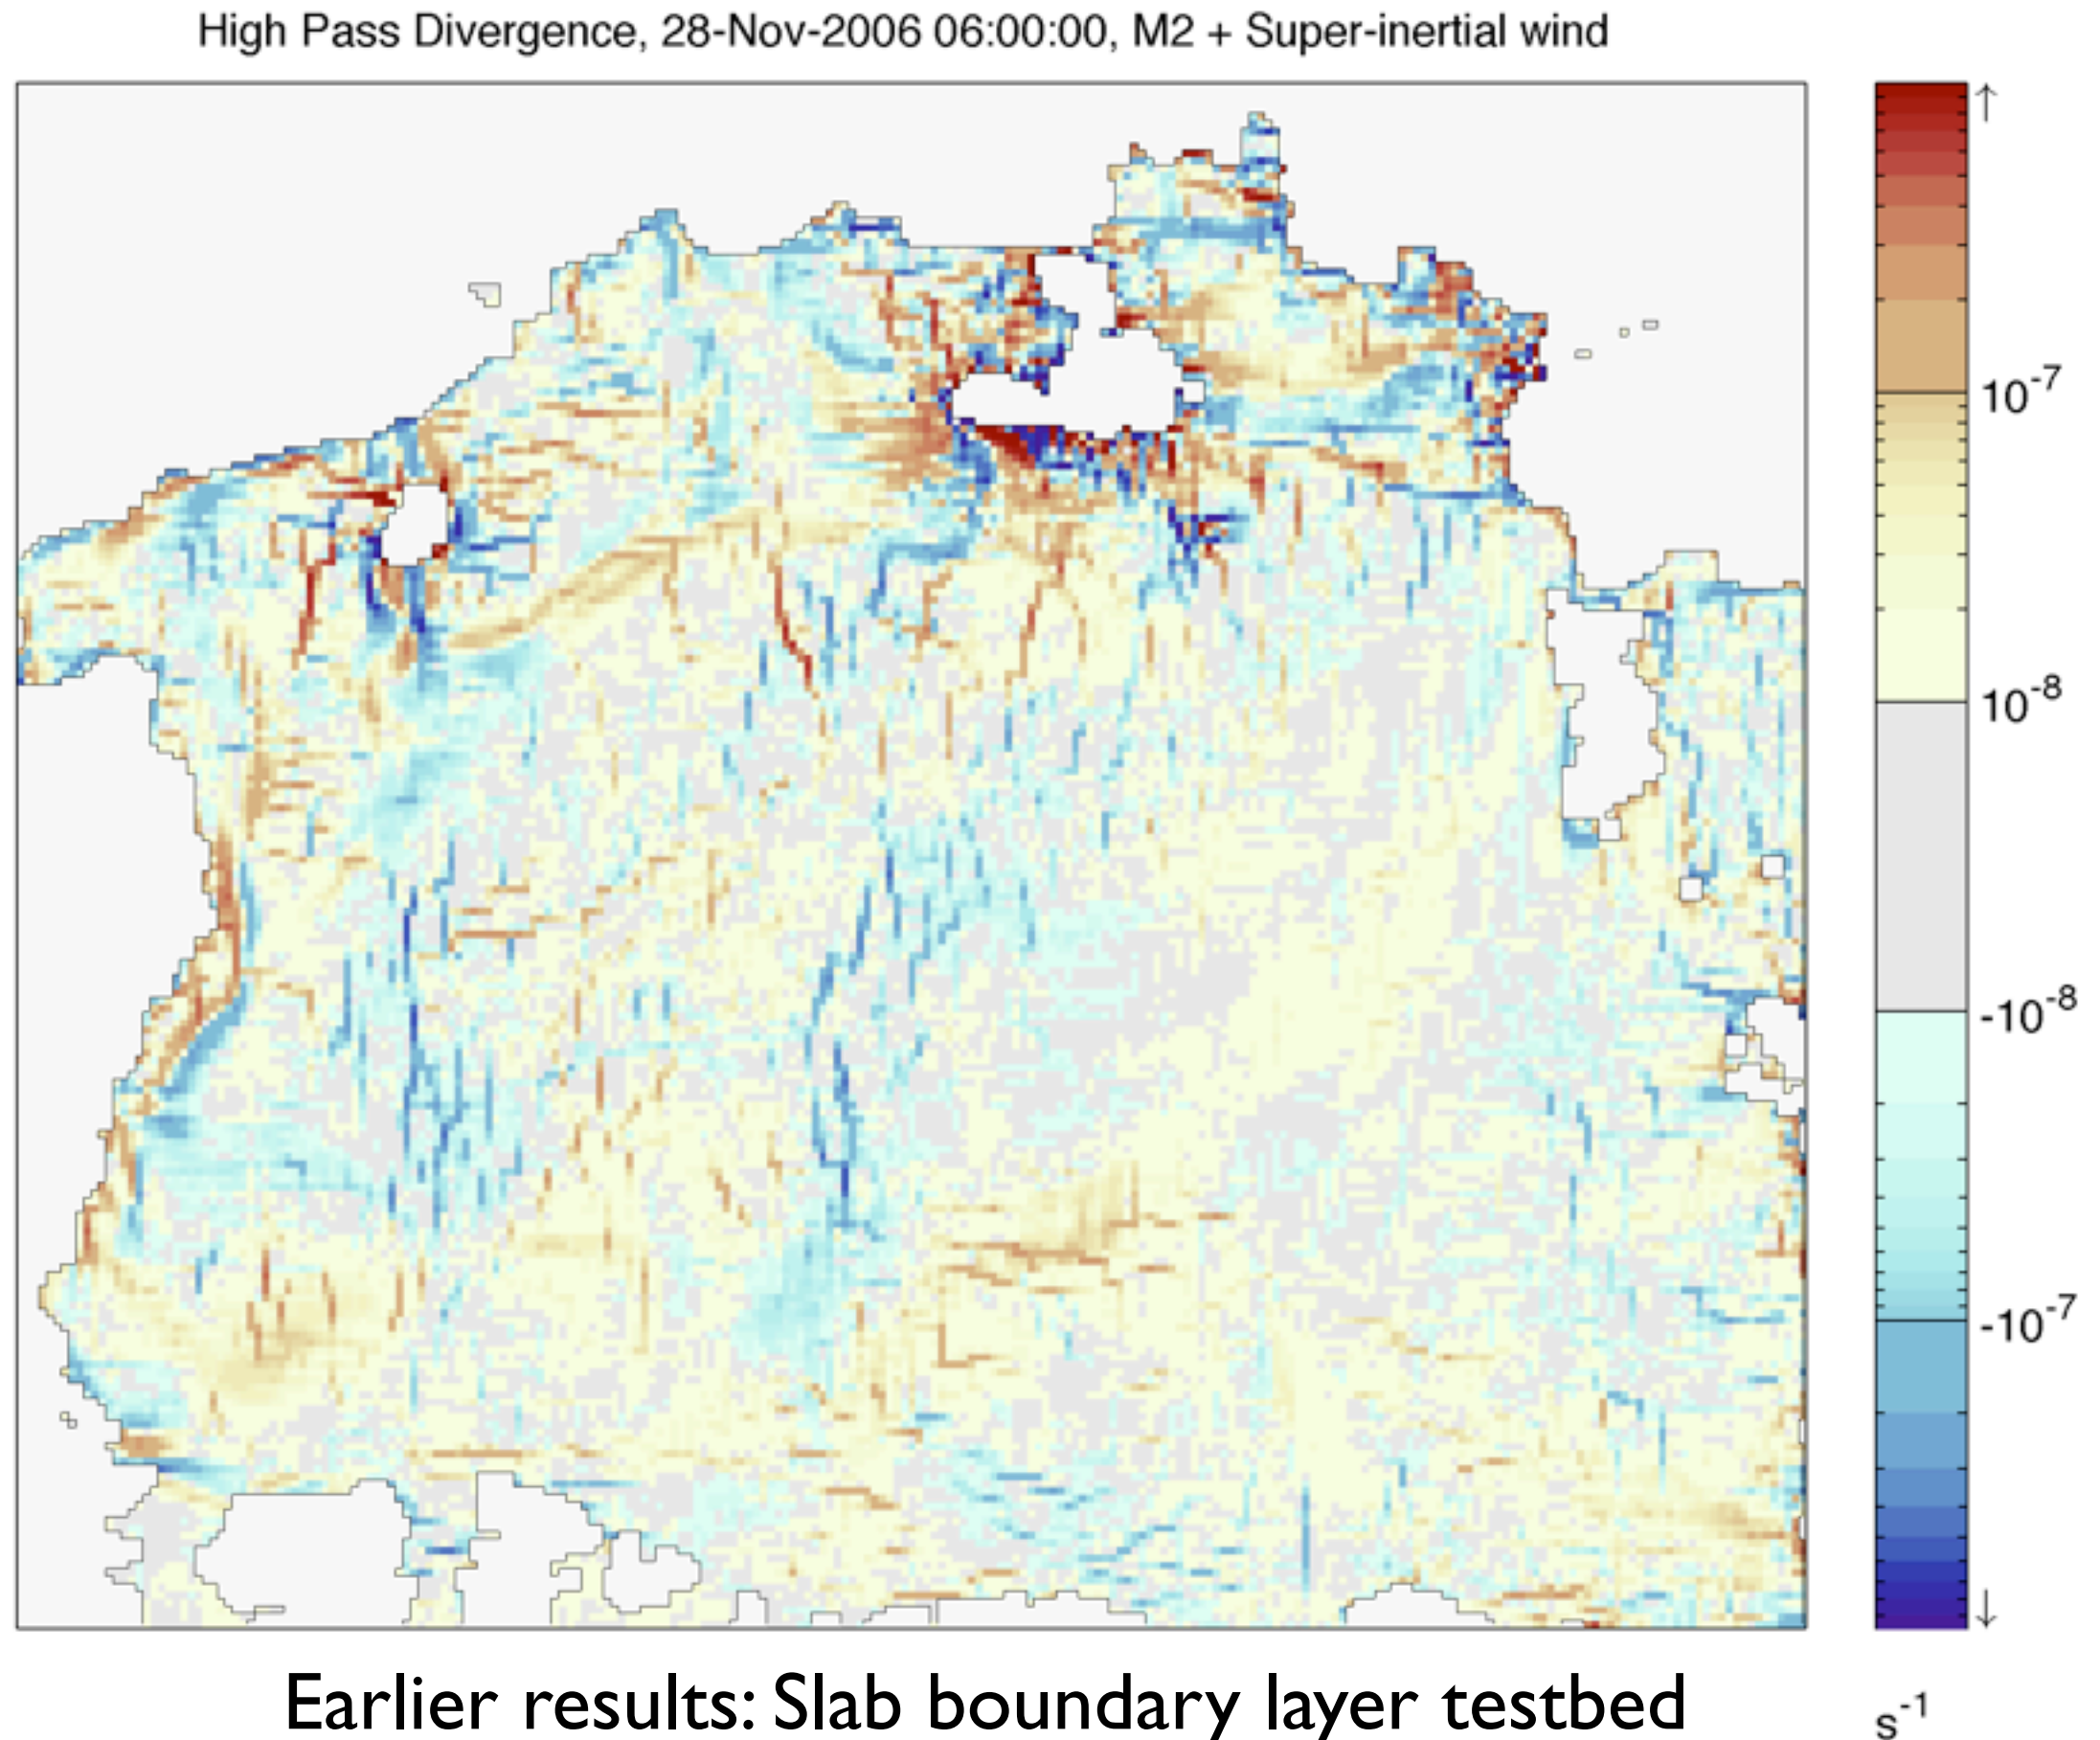 High Pass Divergence, 28-Nov-2006 06:00:00, M2 + Super-inertial wind
↑
10⁻⁷
10⁻⁸
-10⁻⁸
-10⁻⁷
↓
s⁻¹
Earlier results: Slab boundary layer testbed